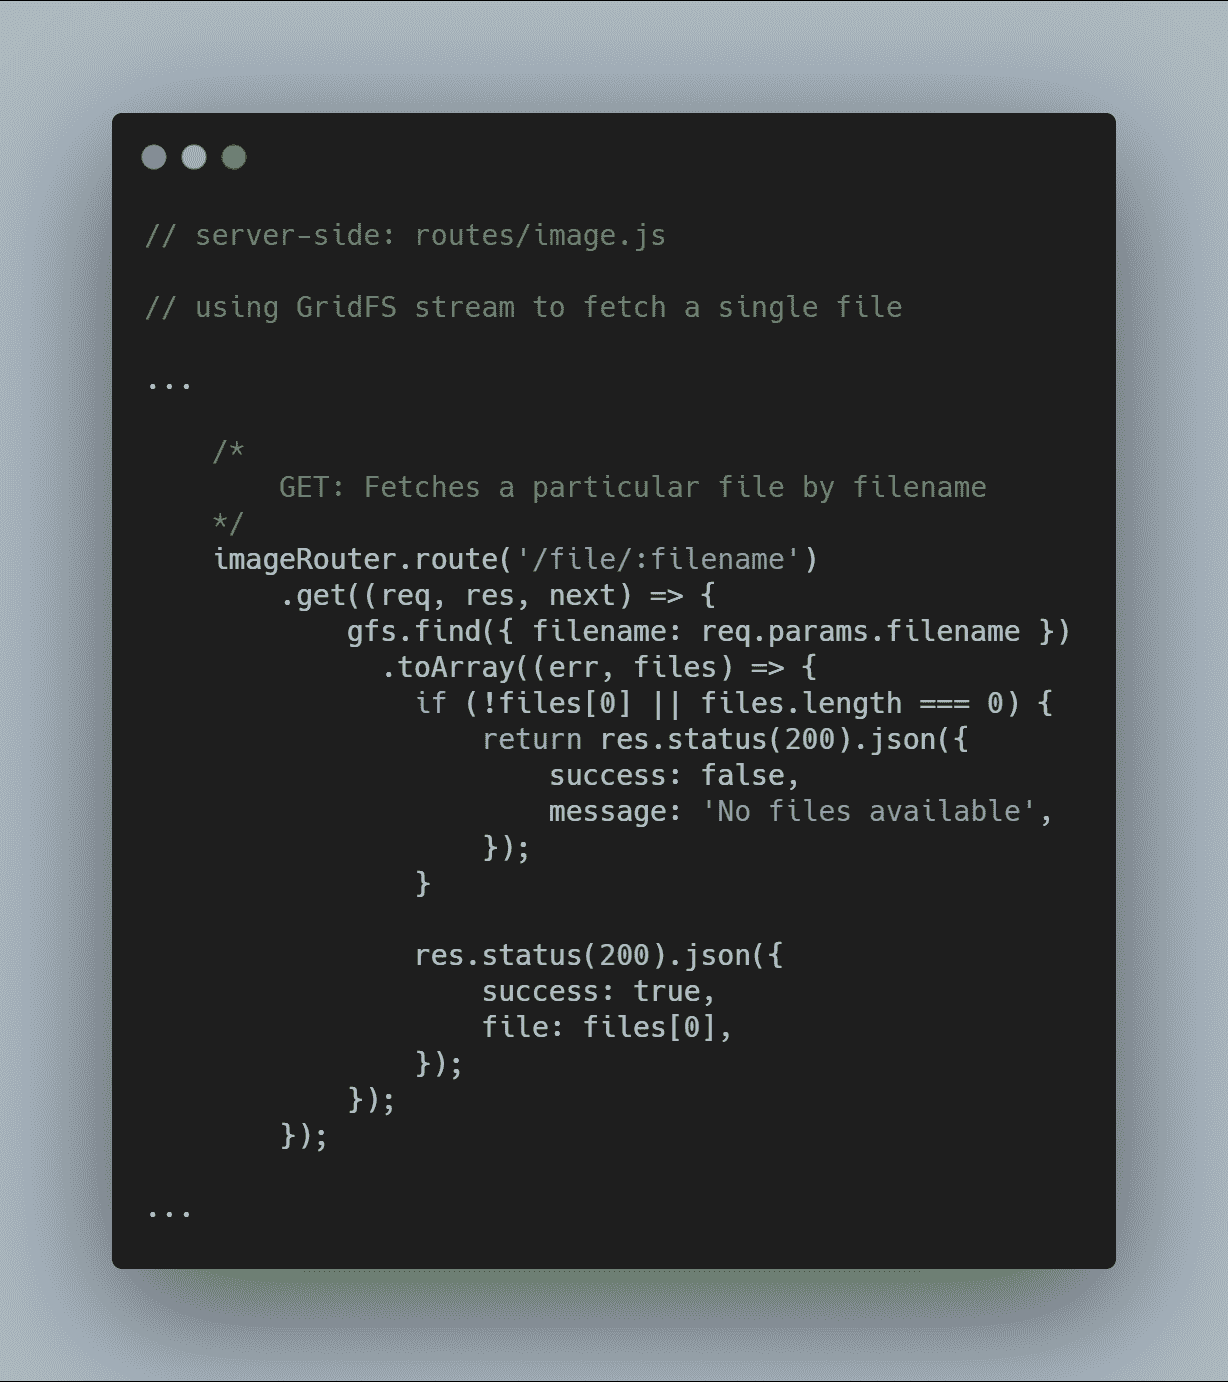 // server-side: routes/image.js
// using GridFS stream to fetch a single file
...
/*
GET: Fetches a particular file by filename
*/
imageRouter.route('/file/:filename')
.get((req, res, next) => {
gfs.find({ filename: req.params.filename })
.toArray((err, files) => {
if (!files[0] || files.length === 0) {
return res.status(200).json({
success: false,
message: 'No files available',
});
}
res.status(200).json({
success: true,
file: files[0],
});
});
});
...